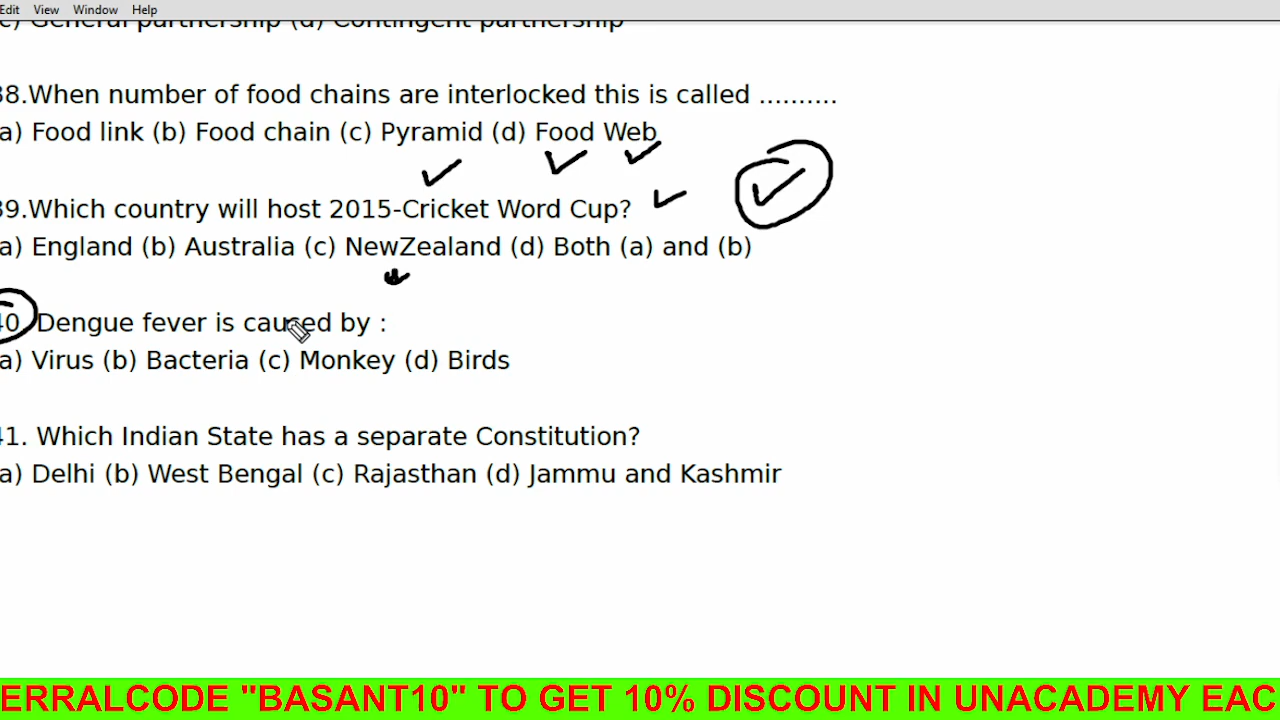 Edit View Window Help
c) General partnership (d) Contingent partnership
38.When number of food chains are interlocked this is called ..........
a) Food link (b) Food chain (c) Pyramid (d) Food Web
39.Which country will host 2015-Cricket Word Cup?
a) England (b) Australia (c) NewZealand (d) Both (a) and (b)
40 Dengue fever is caused by :
a) Virus (b) Bacteria (c) Monkey (d) Birds
41. Which Indian State has a separate Constitution?
a) Delhi (b) West Bengal (c) Rajasthan (d) Jammu and Kashmir
ERRALCODE "BASANT10" TO GET 10% DISCOUNT IN UNACADEMY EAC